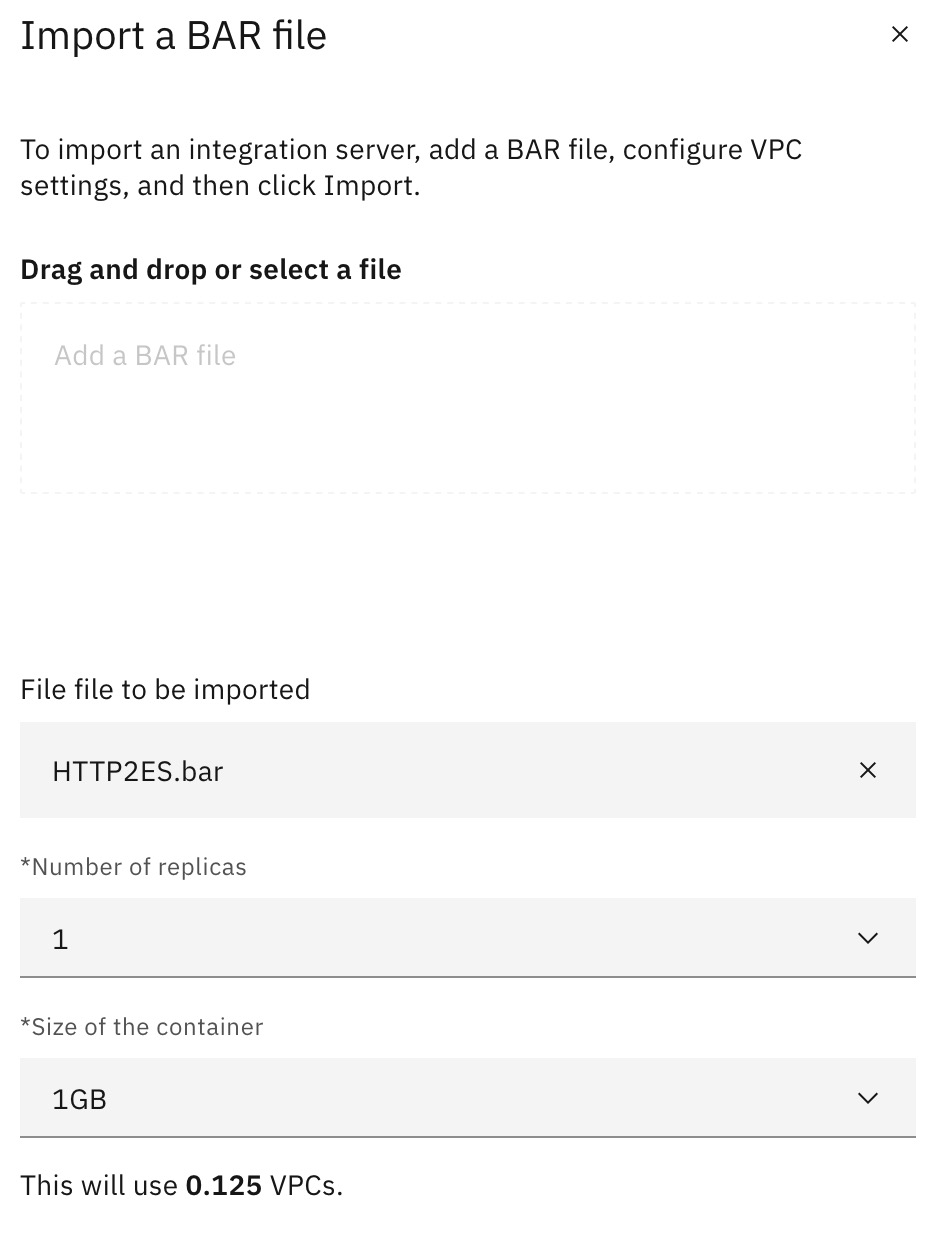 Import a BAR file
To import an integration server, add a BAR file, configure VPC
settings, and then click Import.
Drag and drop or select a file
Add a BAR file
File file to be imported
HTTP2ES.bar
*Number of replicas
1
*Size of the container
1GB
This will use 0.125 VPCs.